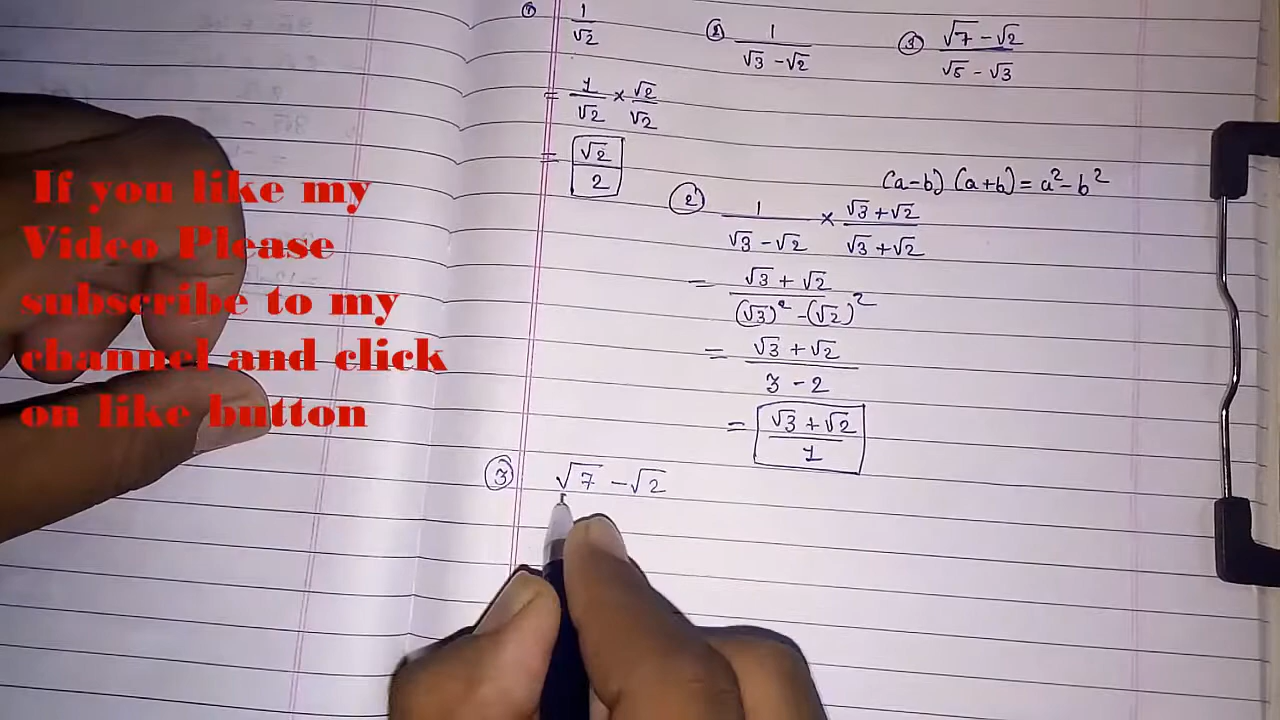 ① 1/√2 ② 1/(√3 - √2) ③ (√7 - √2)/(√5 - √3)
= 1/√2 × √2/√2
= √2/2
(a-b) (a+b) = a² - b²
② 1/(√3 - √2) × (√3 + √2)/(√3 + √2)
= (√3 + √2)/((√3)² - (√2)²)
= (√3 + √2)/(3 - 2)
= (√3 + √2)/1
③ √7 - √2
If you like my
Video Please
subscribe to my
channel and click
on like button